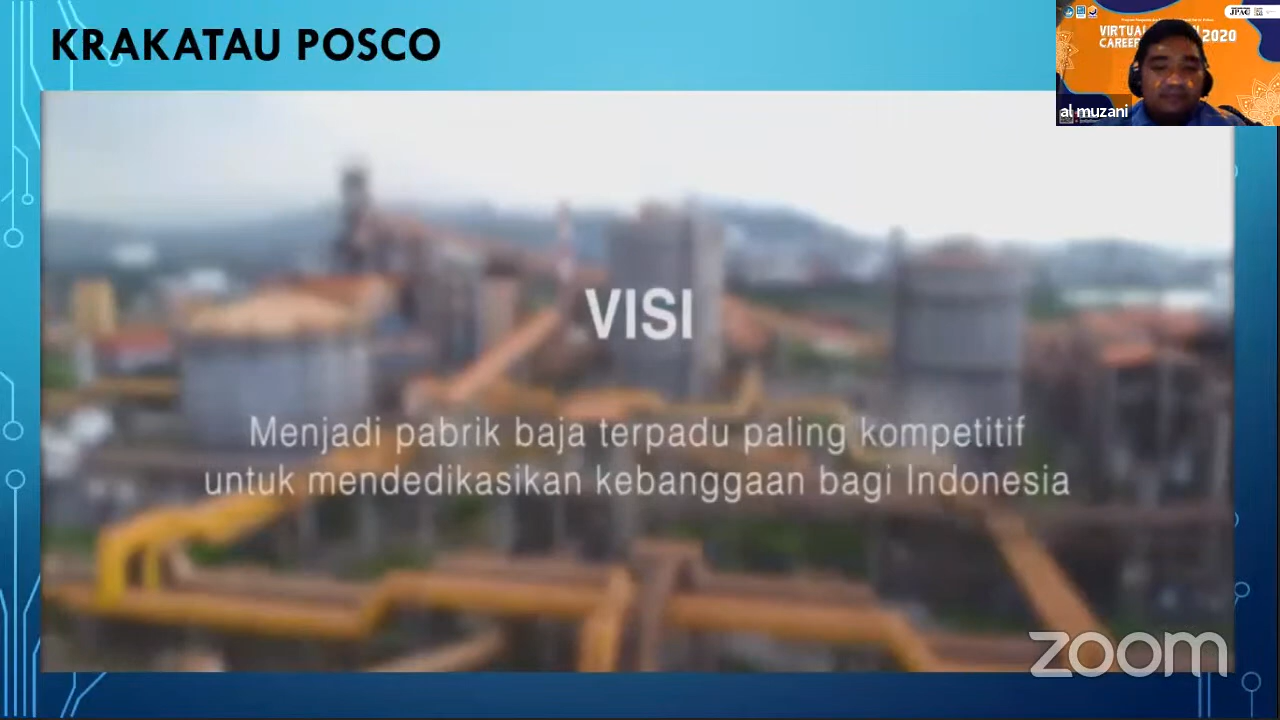 KRAKATAU POSCO
VISI
Menjadi pabrik baja terpadu paling kompetitif
untuk mendedikasikan kebanggaan bagi Indonesia
VIRTUAL
CAREER
2020
JPAC
al muzani
zoom